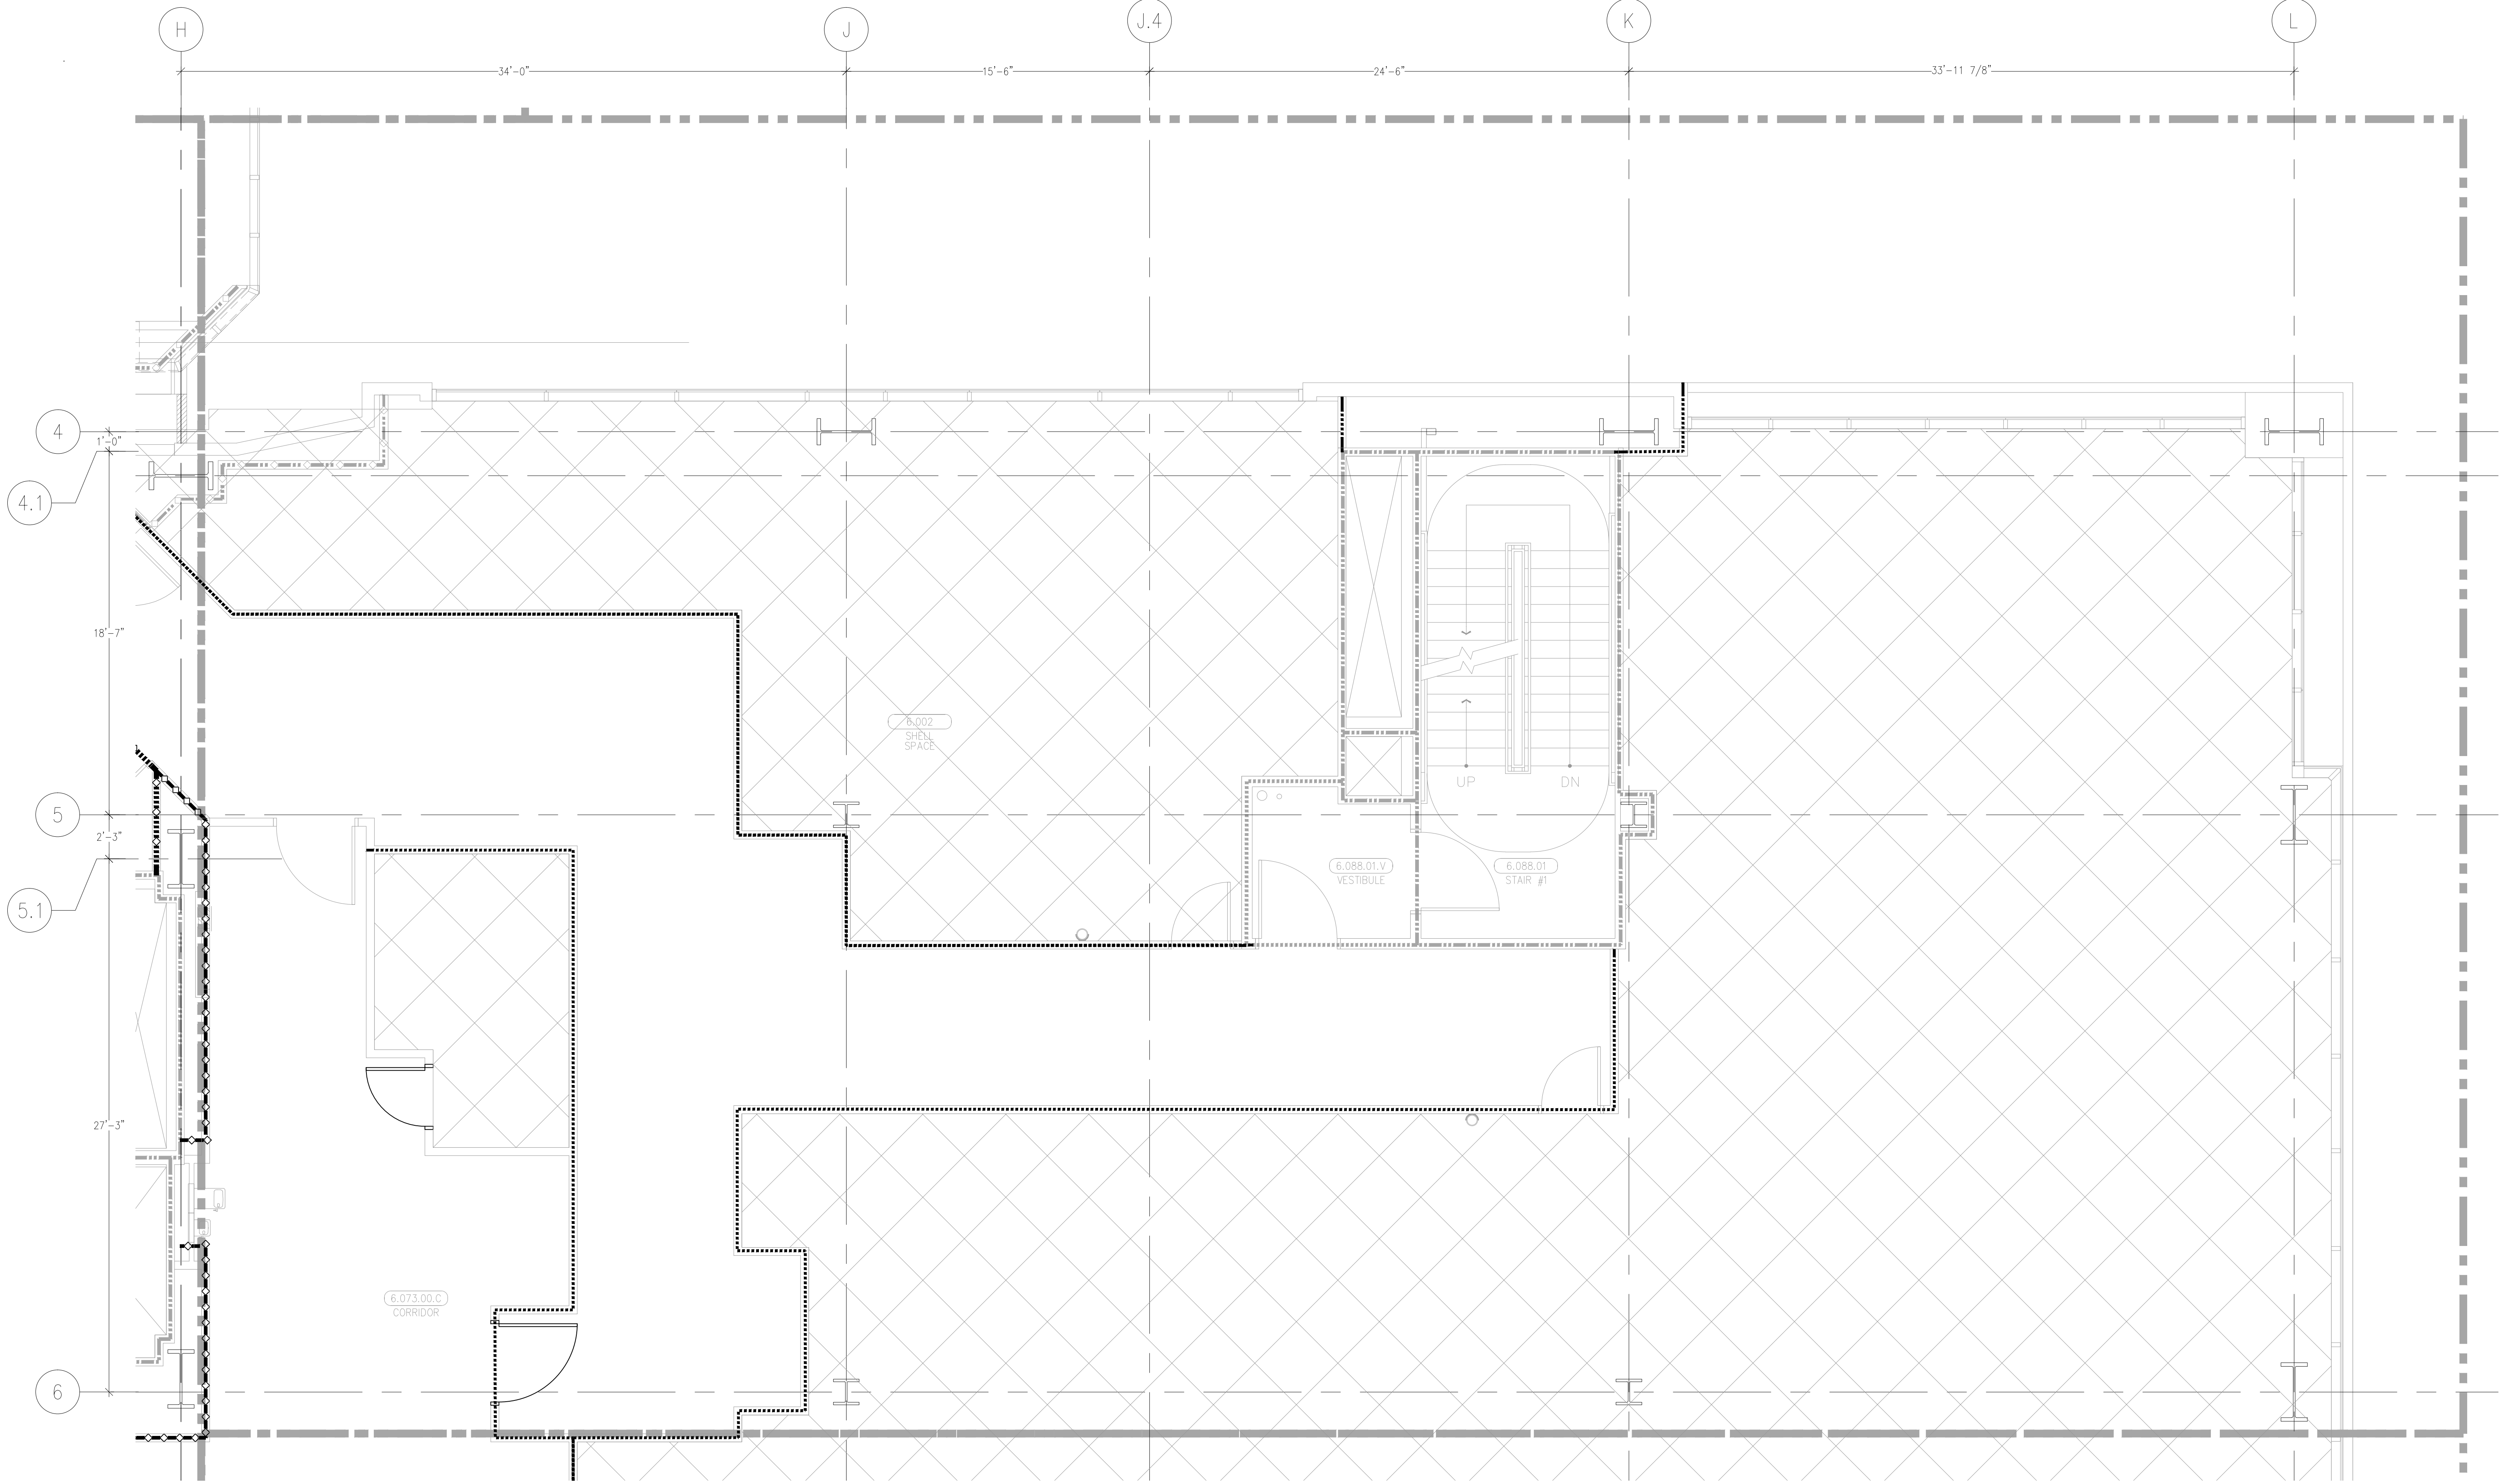 H
J
J.4
K
L
34'-0"
15'-6"
24'-6"
33'-11 7/8"
4
1'-0"
4.1
18'-7"
6.002
SHELL
SPACE
UP
DN
5
2'-3"
6.088.01.V
VESTIBULE
6.088.01
STAIR #1
5.1
27'-3"
6.073.00.C
CORRIDOR
6